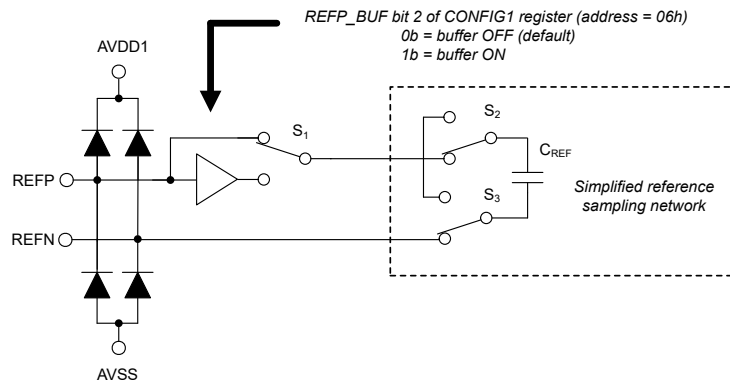 REFP_BUF bit 2 of CONFIG1 register (address = 06h)
0b = buffer OFF (default)
1b = buffer ON
AVDD1
S1
S2
CREF
REFP
S3
Simplified reference
sampling network
REFN
AVSS